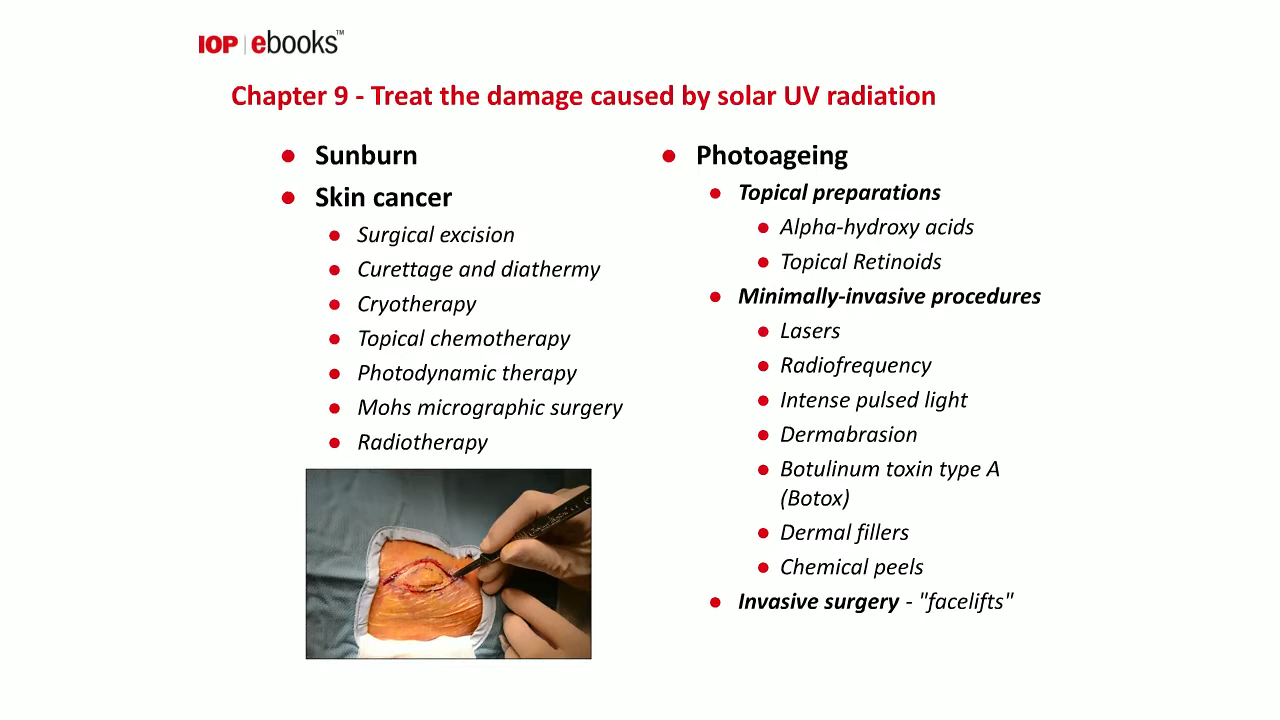 IOP | ebooks™
Chapter 9 - Treat the damage caused by solar UV radiation
● Sunburn
● Skin cancer
● Surgical excision
● Curettage and diathermy
● Cryotherapy
● Topical chemotherapy
● Photodynamic therapy
● Mohs micrographic surgery
● Radiotherapy
● Photoageing
● Topical preparations
● Alpha-hydroxy acids
● Topical Retinoids
● Minimally-invasive procedures
● Lasers
● Radiofrequency
● Intense pulsed light
● Dermabrasion
● Botulinum toxin type A
(Botox)
● Dermal fillers
● Chemical peels
● Invasive surgery - "facelifts"